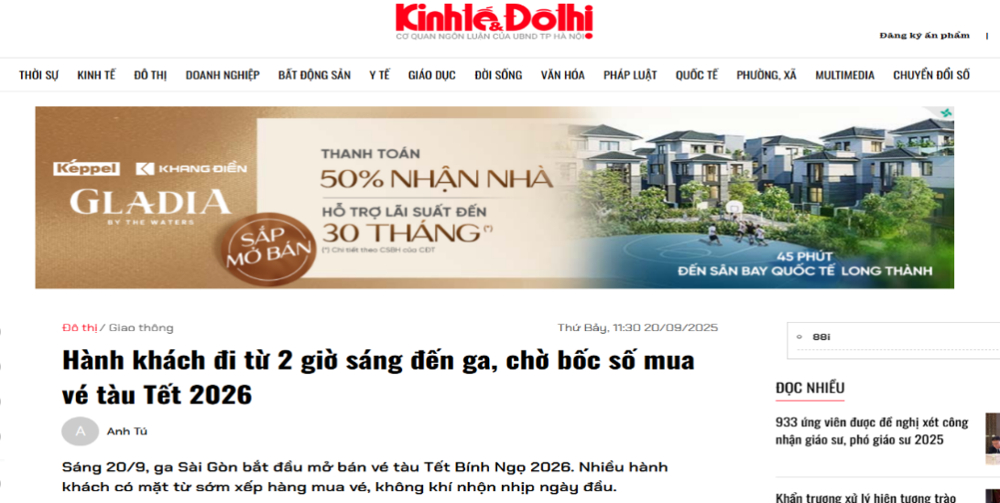 Kinhtế&Đôthị
CƠ QUAN NGÔN LUẬN CỦA UBND TP HÀ NỘI
Đăng ký ấn phẩm
THỜI SỰ KINH TẾ ĐÔ THỊ DOANH NGHIỆP BẤT ĐỘNG SẢN Y TẾ GIÁO DỤC ĐỜI SỐNG VĂN HÓA PHÁP LUẬT QUỐC TẾ PHƯỜNG, XÃ MULTIMEDIA CHUYỂN ĐỔI SỐ
Keppel KHANG ĐIỀN
GLADIA
BY THE WATERS
SẮP
MỞ BÁN
THANH TOÁN
50% NHẬN NHÀ
HỖ TRỢ LÃI SUẤT ĐẾN
30 THÁNG(*)
(*) Chi tiết theo CSBH của CĐT
45 PHÚT
ĐẾN SÂN BAY QUỐC TẾ LONG THÀNH
Đô thị/ Giao thông
Thứ Bảy, 11:30 20/09/2025
Hành khách đi từ 2 giờ sáng đến ga, chờ bốc số mua
vé tàu Tết 2026
A Anh Tú
Sáng 20/9, ga Sài Gòn bắt đầu mở bán vé tàu Tết Bính Ngọ 2026. Nhiều hành
khách có mặt từ sớm xếp hàng mua vé, không khí nhộn nhịp ngày đầu.
88i
ĐỌC NHIỀU
933 ứng viên được đề nghị xét công
nhận giáo sư, phó giáo sư 2025
Khẩn trương xử lý hiện tượng trào